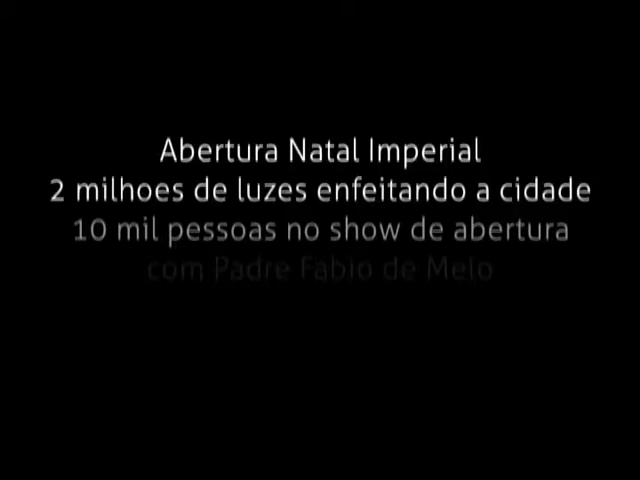 Abertura Natal Imperial
2 milhoes de luzes enfeitando a cidade
10 mil pessoas no show de abertura
com Padre Fabio de Melo